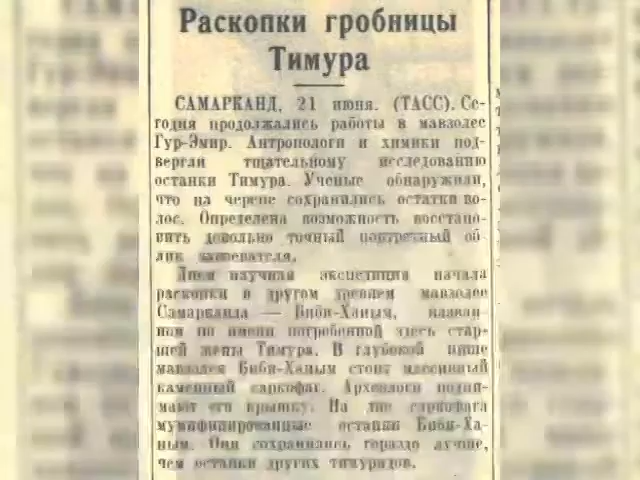 Раскопки гробницы
Тимура
САМАРКАНД, 21 июня. (ТАСС). Се-
годня продолжались работы в мавзолее
Гур-Эмир. Антропологи и химики под-
вергли тщательному исследованию
останки Тимура. Ученые обнаружили,
что на черепе сохранились остатки во-
лос. Определена возможность восстано-
вить довольно точный портретный об-
лик завоевателя.
Днем научная экспедиция начала
раскопки в другом древнем мавзолее
Самарканда — Биби-Ханым, назван-
ном по имени погребенной здесь стар-
шей жены Тимура. В глубокой нише
мавзолея Биби-Ханым стоит массивный
каменный саркофаг. Археологи подни-
мают его крышку. На дне саркофага
мумифицированные останки Биби-Ха-
ным. Они сохранились гораздо лучше,
чем останки других тимуридов.